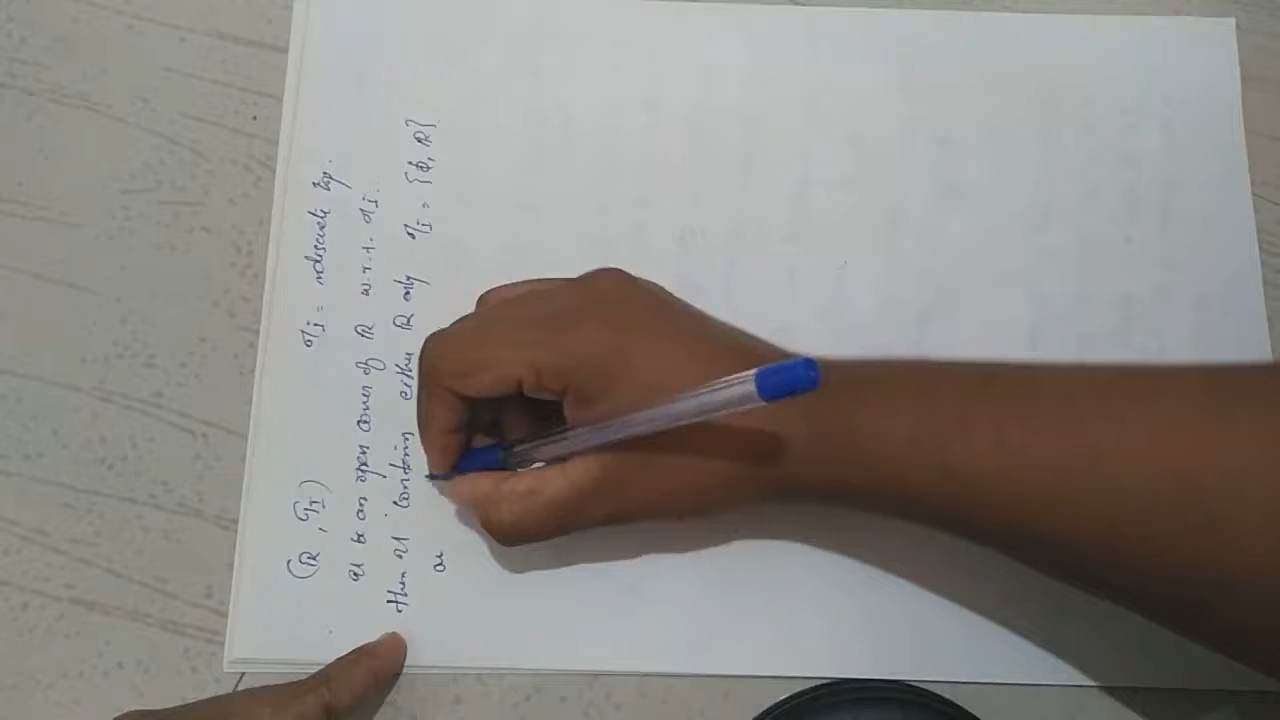 (ℝ, 𝒯_I)    𝒯_I = indiscrete top.
𝒰 be an open cover of ℝ w.r.t. 𝒯_I.
then 𝒰 contains either ℝ only 𝒯_I = {ϕ, ℝ}
or